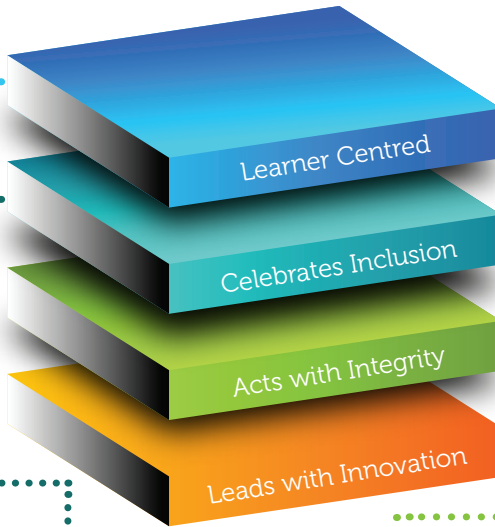 Learner Centred
Celebrates Inclusion
Acts with Integrity
Leads with Innovation